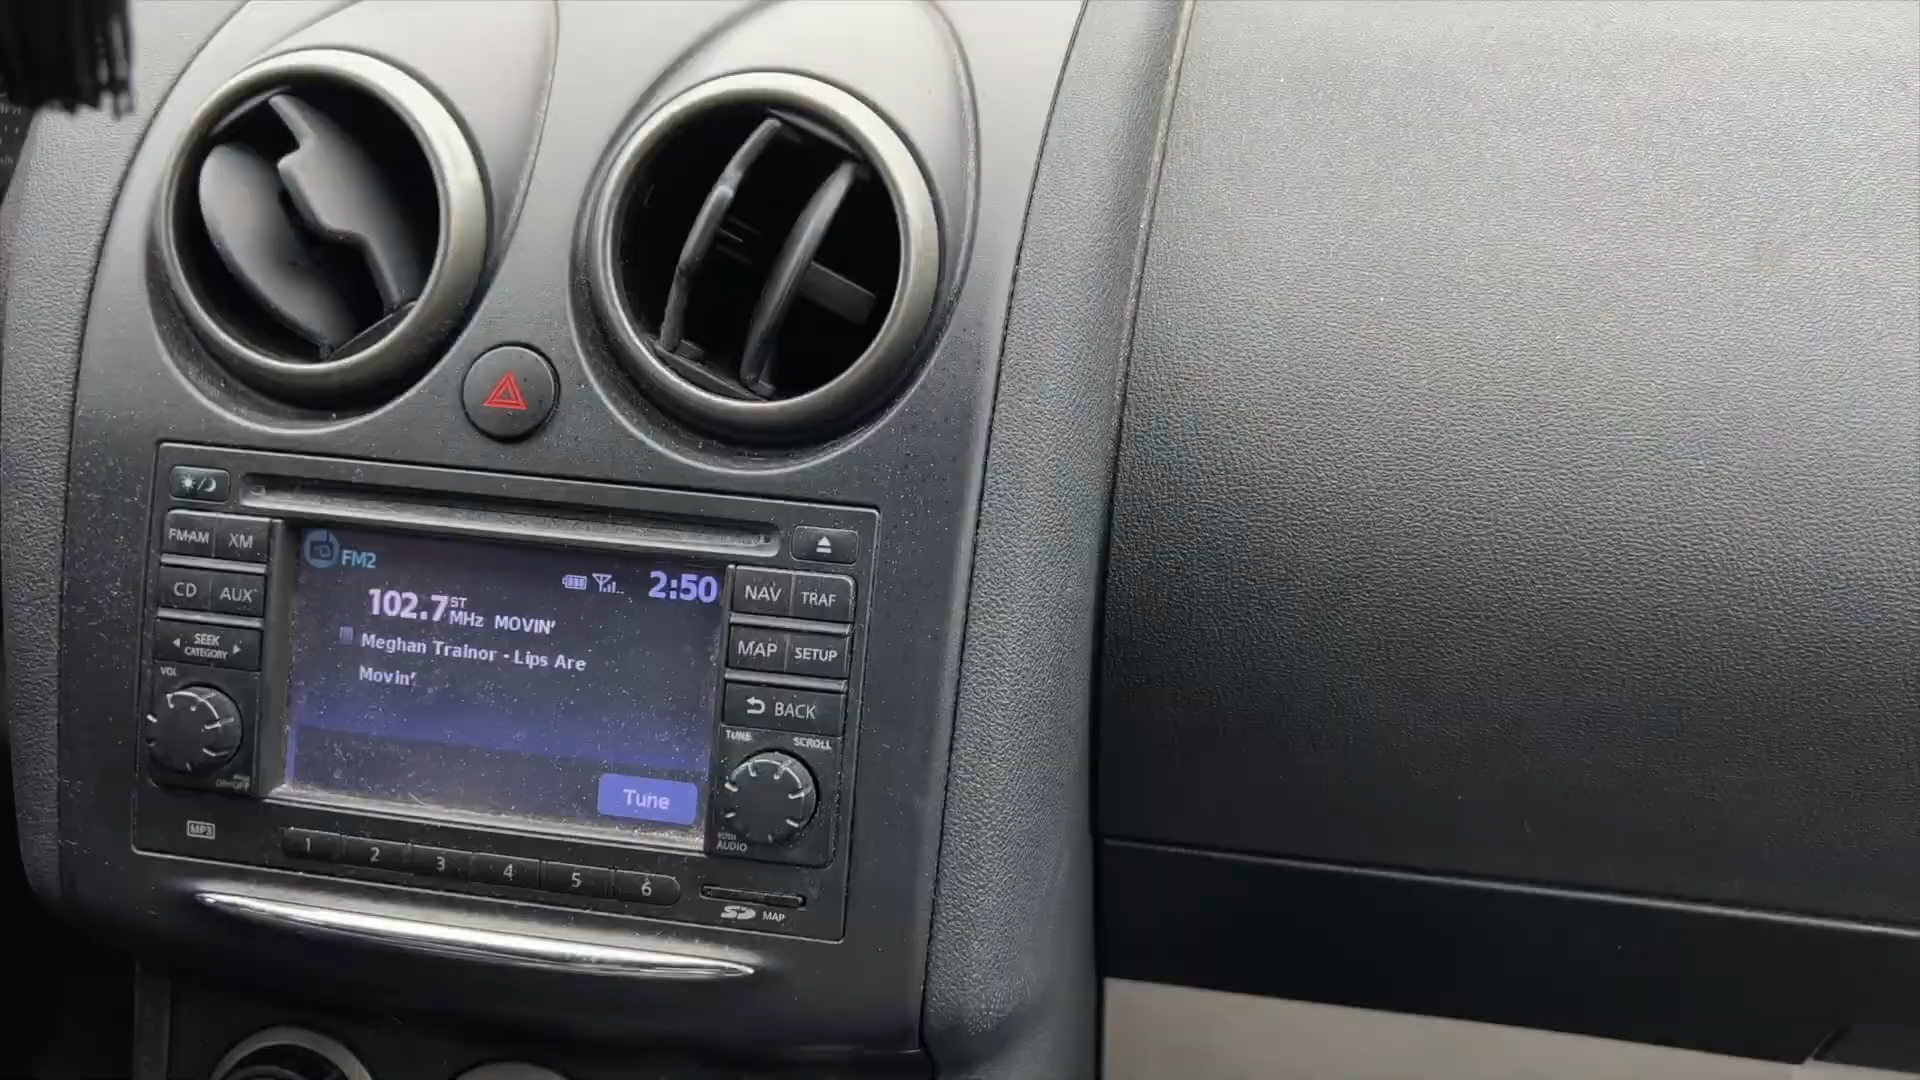 FM·AM XM
CD AUX
SEEK
CATEGORY
VOL
MP3
FM2
2:50
102.7 ST MHz MOVIN'
Meghan Trainor - Lips Are
Movin'
Tune
NAV TRAF
MAP SETUP
BACK
TUNE SCROLL
PUSH
AUDIO
1 2 3 4 5 6
SD MAP